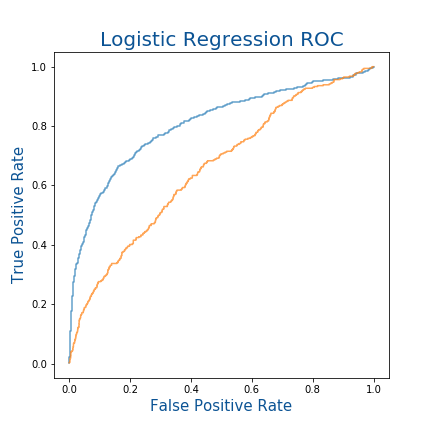 Logistic Regression ROC
True Positive Rate
1.0
0.8
0.6
0.4
0.2
0.0
0.0 0.2 0.4 0.6 0.8 1.0
False Positive Rate